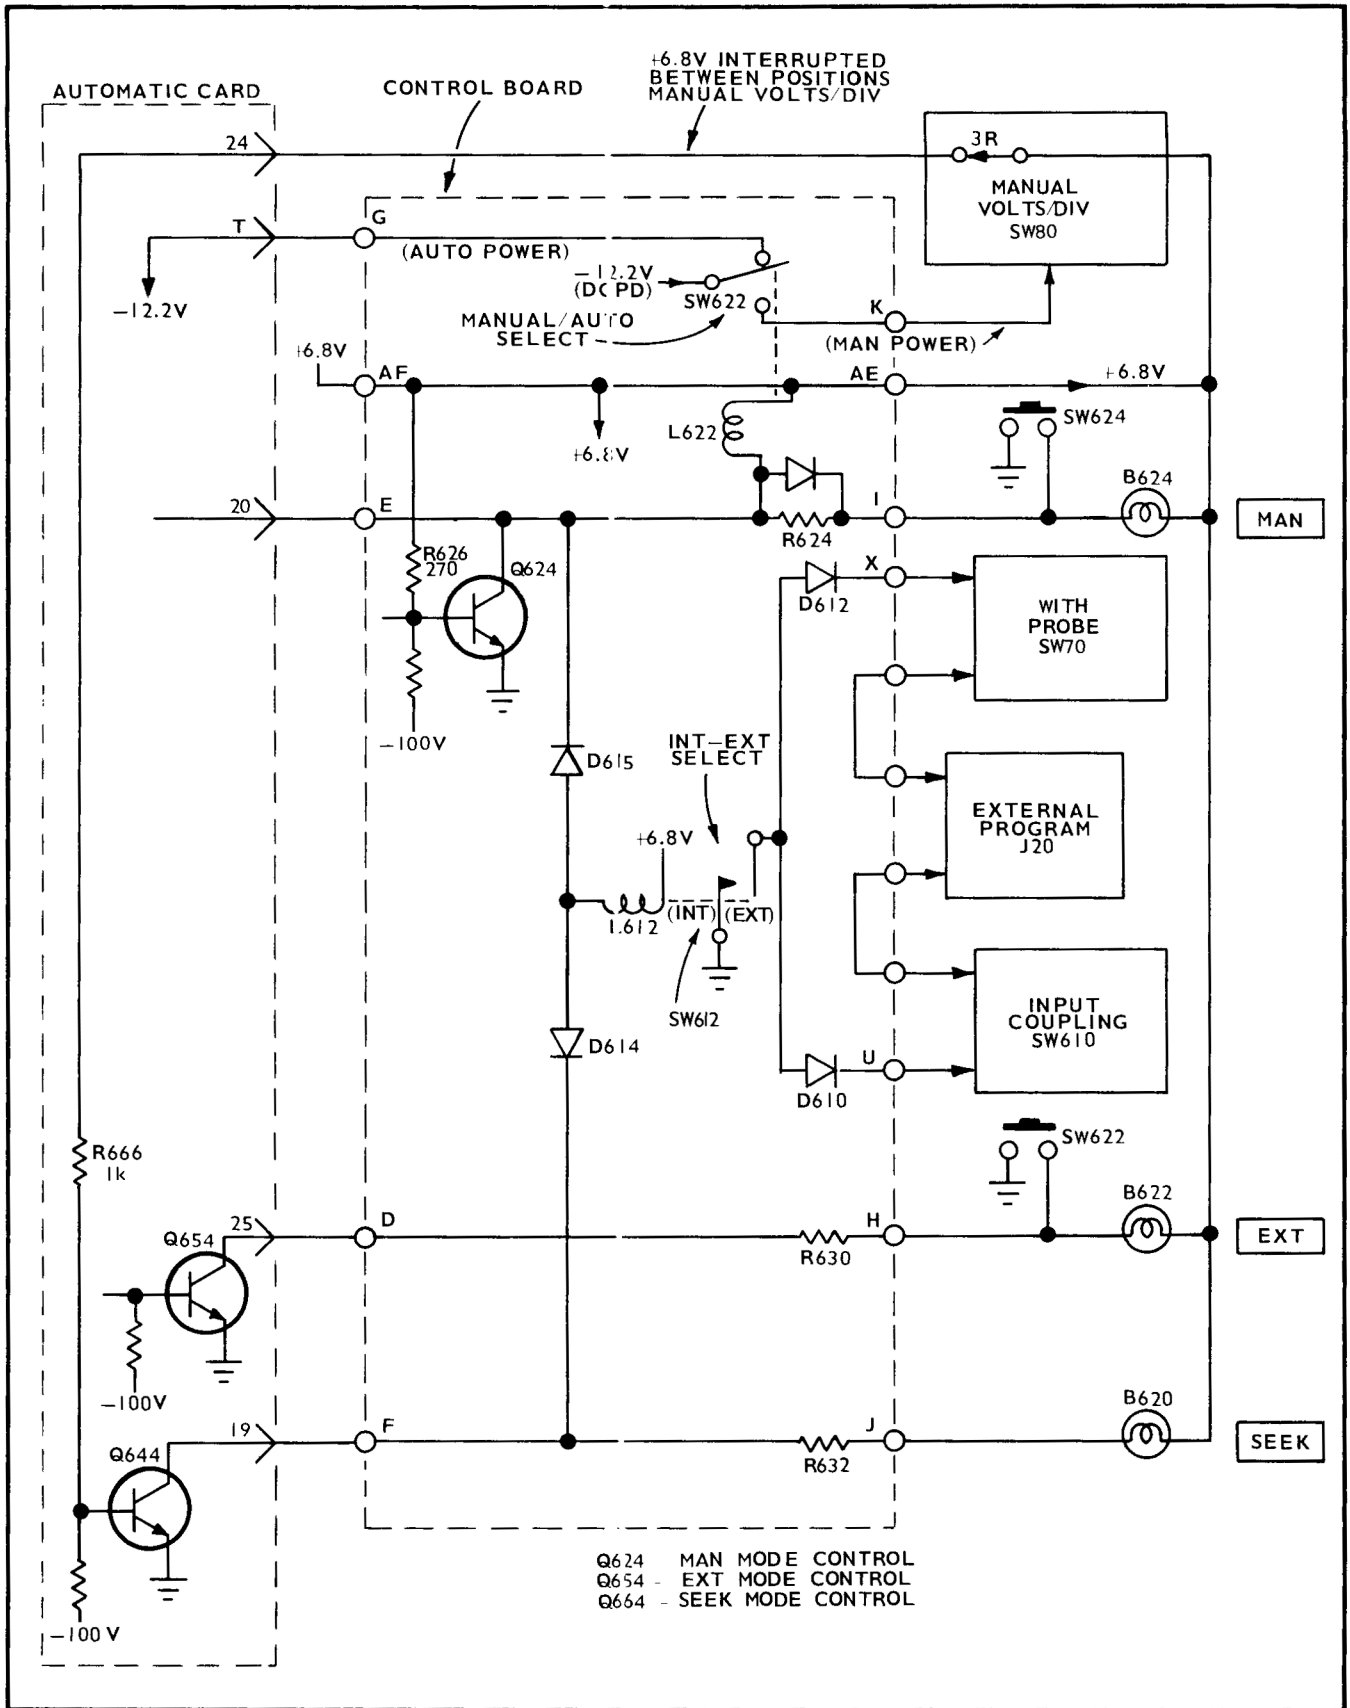 +6.8V INTERRUPTED
BETWEEN POSITIONS
MANUAL VOLTS/DIV
AUTOMATIC CARD
CONTROL BOARD
24
3R
MANUAL
VOLTS/DIV
SW80
T
G
(AUTO POWER)
-12.2V
-12.2V
(DCPD)
SW622
MANUAL/AUTO
SELECT
K
(MAN POWER)
+6.8V
AF
AE
+6.8V
SW624
L622
+6.8V
B624
20
E
I
MAN
R624
R626
270
Q624
X
D612
WITH
PROBE
SW70
-100V
INT-EXT
SELECT
D615
EXTERNAL
PROGRAM
J20
+6.8V
L612
(INT)
(EXT)
SW612
INPUT
COUPLING
SW610
D614
U
D610
R666
1k
SW622
B622
Q654
25
D
H
EXT
R630
-100V
B620
19
F
J
SEEK
Q644
R632
-100V
Q624 MAN MODE CONTROL
Q654 - EXT MODE CONTROL
Q664 - SEEK MODE CONTROL